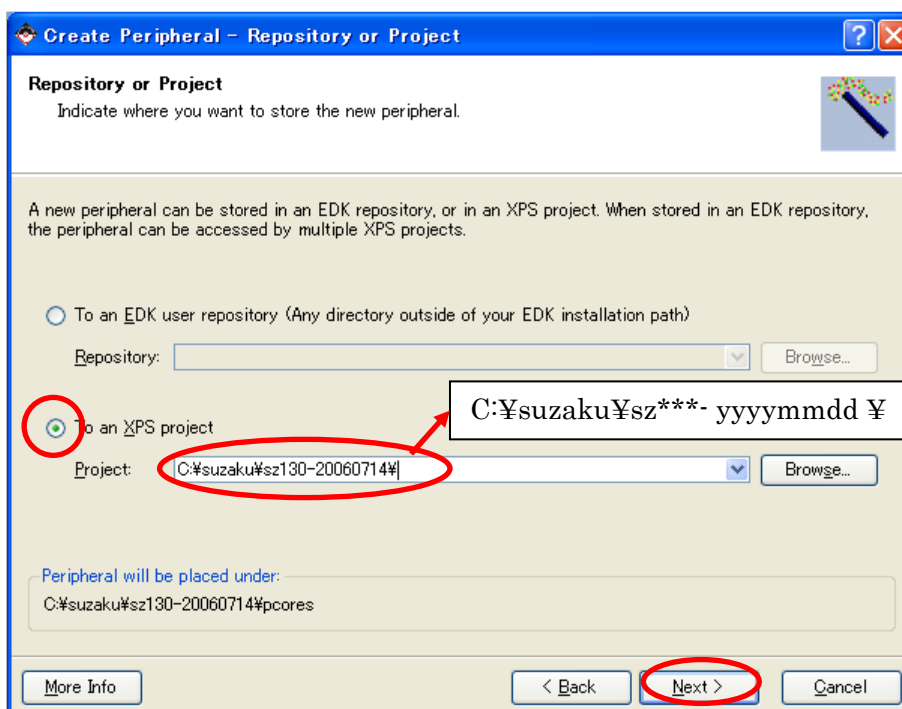 Create Peripheral - Repository or Project
Repository or Project
Indicate where you want to store the new peripheral.
A new peripheral can be stored in an EDK repository, or in an XPS project. When stored in an EDK repository,
the peripheral can be accessed by multiple XPS projects.
To an EDK user repository (Any directory outside of your EDK installation path)
Repository:
Browse...
C:¥suzaku¥sz***- yyyymmdd ¥
To an XPS project
Project: C:¥suzaku¥sz130-20060714¥
Browse...
Peripheral will be placed under:
C:¥suzaku¥sz130-20060714¥pcores
More Info
< Back
Next >
Cancel